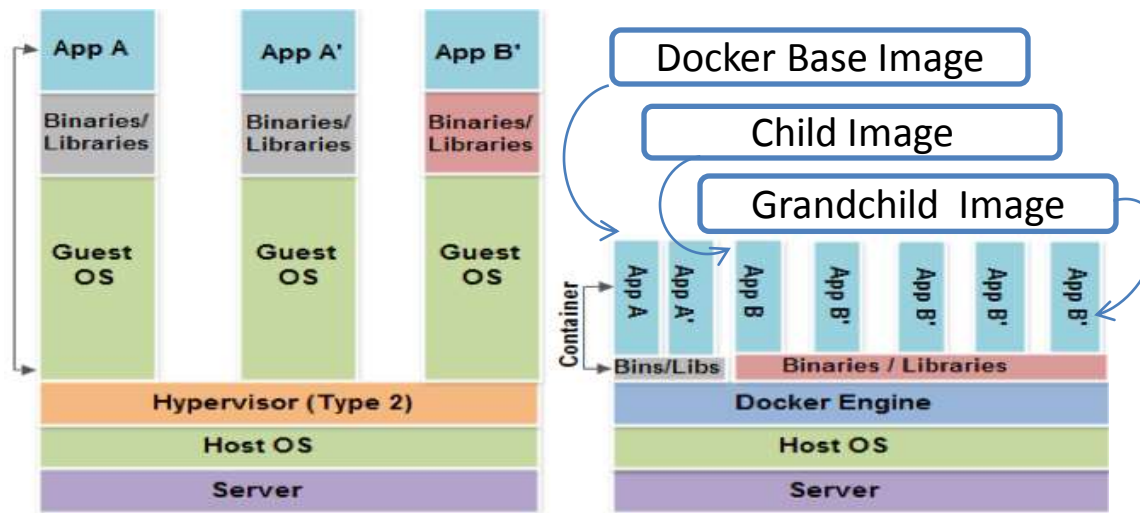 App A
App A'
App B'
Binaries/
Libraries
Binaries/
Libraries
Binaries/
Libraries
Guest
OS
Guest
OS
Guest
OS
Hypervisor (Type 2)
Host OS
Server
Docker Base Image
Child Image
Grandchild Image
Container
App A
App A'
App B
App B'
App B'
App B'
App B'
Bins/Libs
Binaries / Libraries
Docker Engine
Host OS
Server